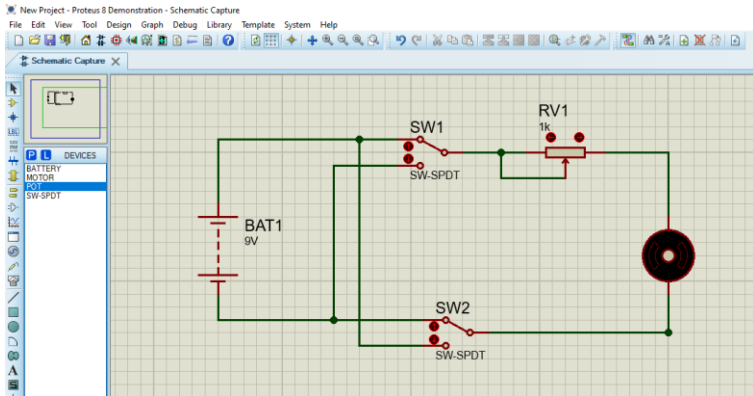 New Project - Proteus 8 Demonstration - Schematic Capture
File Edit View Tool Design Graph Debug Library Template System Help
Schematic Capture
LBL
P L DEVICES
BATTERY
MOTOR
POT
SW-SPDT
A
S
SW1
SW-SPDT
RV1
1k
BAT1
9V
SW2
SW-SPDT